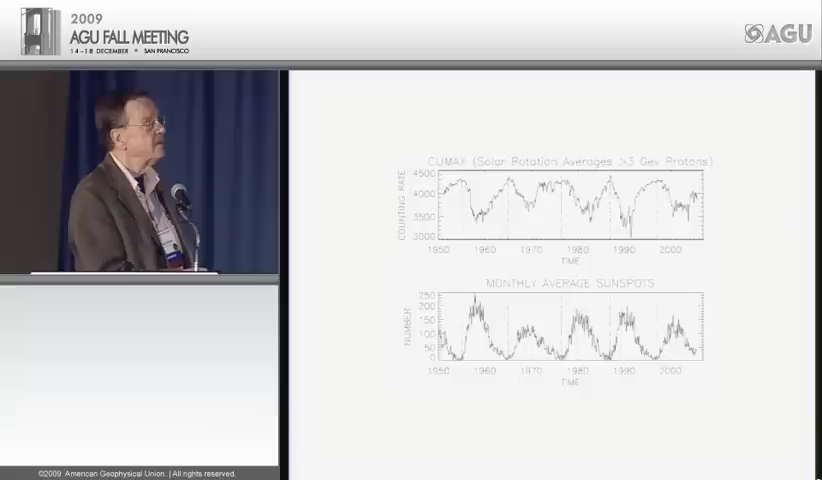 2009
AGU FALL MEETING
14–18 DECEMBER • SAN FRANCISCO
AGU
CLIMAX (Solar Rotation Averages >3 Gev Protons)
COUNTING RATE
4500
4000
3500
3000
1950 1960 1970 1980 1990 2000
TIME
MONTHLY AVERAGE SUNSPOTS
NUMBER
250
200
150
100
50
0
1950 1960 1970 1980 1990 2000
TIME
©2009 American Geophysical Union. | All rights reserved.